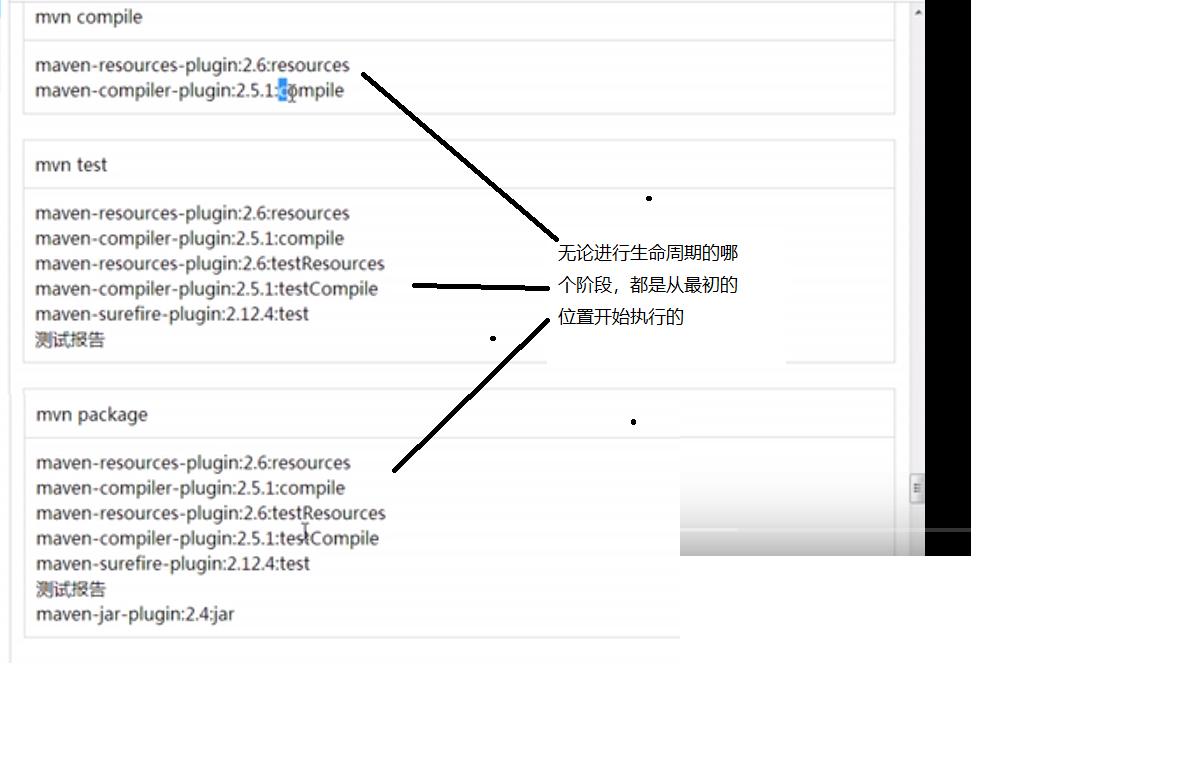 mvn compile
maven-resources-plugin:2.6:resources
maven-compiler-plugin:2.5.1:compile
mvn test
maven-resources-plugin:2.6:resources
maven-compiler-plugin:2.5.1:compile
maven-resources-plugin:2.6:testResources
maven-compiler-plugin:2.5.1:testCompile
maven-surefire-plugin:2.12.4:test
测试报告
无论进行生命周期的哪
个阶段，都是从最初的
位置开始执行的
mvn package
maven-resources-plugin:2.6:resources
maven-compiler-plugin:2.5.1:compile
maven-resources-plugin:2.6:testResources
maven-compiler-plugin:2.5.1:testCompile
maven-surefire-plugin:2.12.4:test
测试报告
maven-jar-plugin:2.4:jar